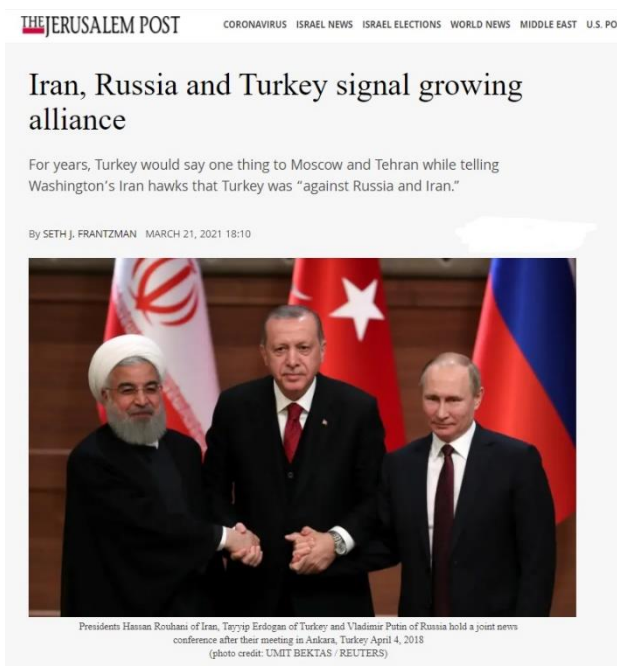 THE JERUSALEM POST
CORONAVIRUS ISRAEL NEWS ISRAEL ELECTIONS WORLD NEWS MIDDLE EAST U.S. PO
Iran, Russia and Turkey signal growing
alliance
For years, Turkey would say one thing to Moscow and Tehran while telling
Washington’s Iran hawks that Turkey was “against Russia and Iran.”
By SETH J. FRANTZMAN MARCH 21, 2021 18:10
Presidents Hassan Rouhani of Iran, Tayyip Erdogan of Turkey and Vladimir Putin of Russia hold a joint news
conference after their meeting in Ankara, Turkey April 4, 2018
(photo credit: UMIT BEKTAS / REUTERS)